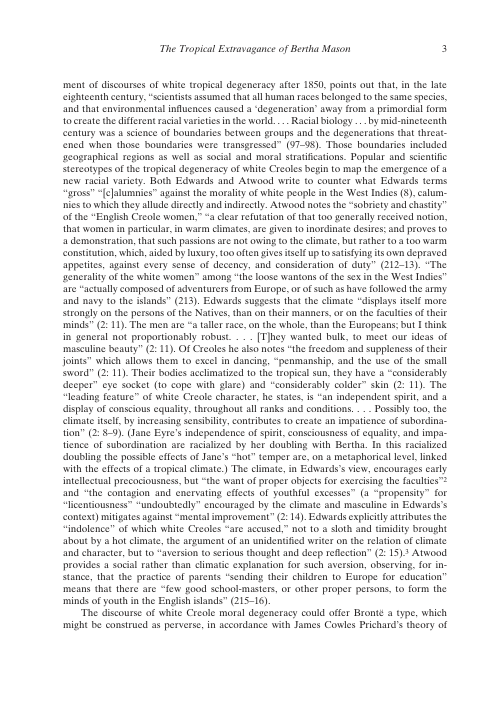 The Tropical Extravagance of Bertha Mason 3
ment of discourses of white tropical degeneracy after 1850, points out that, in the late
eighteenth century, “scientists assumed that all human races belonged to the same species,
and that environmental influences caused a ‘degeneration’ away from a primordial form
to create the different racial varieties in the world. . . . Racial biology . . . by mid-nineteenth
century was a science of boundaries between groups and the degenerations that threat-
ened when those boundaries were transgressed” (97–98). Those boundaries included
geographical regions as well as social and moral stratifications. Popular and scientific
stereotypes of the tropical degeneracy of white Creoles begin to map the emergence of a
new racial variety. Both Edwards and Atwood write to counter what Edwards terms
“gross” “[c]alumnies” against the morality of white people in the West Indies (8), calum-
nies to which they allude directly and indirectly. Atwood notes the “sobriety and chastity”
of the “English Creole women,” “a clear refutation of that too generally received notion,
that women in particular, in warm climates, are given to inordinate desires; and proves to
a demonstration, that such passions are not owing to the climate, but rather to a too warm
constitution, which, aided by luxury, too often gives itself up to satisfying its own depraved
appetites, against every sense of decency, and consideration of duty” (212–13). “The
generality of the white women” among “the loose wantons of the sex in the West Indies”
are “actually composed of adventurers from Europe, or of such as have followed the army
and navy to the islands” (213). Edwards suggests that the climate “displays itself more
strongly on the persons of the Natives, than on their manners, or on the faculties of their
minds” (2: 11). The men are “a taller race, on the whole, than the Europeans; but I think
in general not proportionably robust. . . . [T]hey wanted bulk, to meet our ideas of
masculine beauty” (2: 11). Of Creoles he also notes “the freedom and suppleness of their
joints” which allows them to excel in dancing, “penmanship, and the use of the small
sword” (2: 11). Their bodies acclimatized to the tropical sun, they have a “considerably
deeper” eye socket (to cope with glare) and “considerably colder” skin (2: 11). The
“leading feature” of white Creole character, he states, is “an independent spirit, and a
display of conscious equality, throughout all ranks and conditions. . . . Possibly too, the
climate itself, by increasing sensibility, contributes to create an impatience of subordina-
tion” (2: 8–9). (Jane Eyre’s independence of spirit, consciousness of equality, and impa-
tience of subordination are racialized by her doubling with Bertha. In this racialized
doubling the possible effects of Jane’s “hot” temper are, on a metaphorical level, linked
with the effects of a tropical climate.) The climate, in Edwards’s view, encourages early
intellectual precociousness, but “the want of proper objects for exercising the faculties”2
and “the contagion and enervating effects of youthful excesses” (a “propensity” for
“licentiousness” “undoubtedly” encouraged by the climate and masculine in Edwards’s
context) mitigates against “mental improvement” (2: 14). Edwards explicitly attributes the
“indolence” of which white Creoles “are accused,” not to a sloth and timidity brought
about by a hot climate, the argument of an unidentified writer on the relation of climate
and character, but to “aversion to serious thought and deep reflection” (2: 15).3 Atwood
provides a social rather than climatic explanation for such aversion, observing, for in-
stance, that the practice of parents “sending their children to Europe for education”
means that there are “few good school-masters, or other proper persons, to form the
minds of youth in the English islands” (215–16).
The discourse of white Creole moral degeneracy could offer Brontë a type, which
might be construed as perverse, in accordance with James Cowles Prichard’s theory of